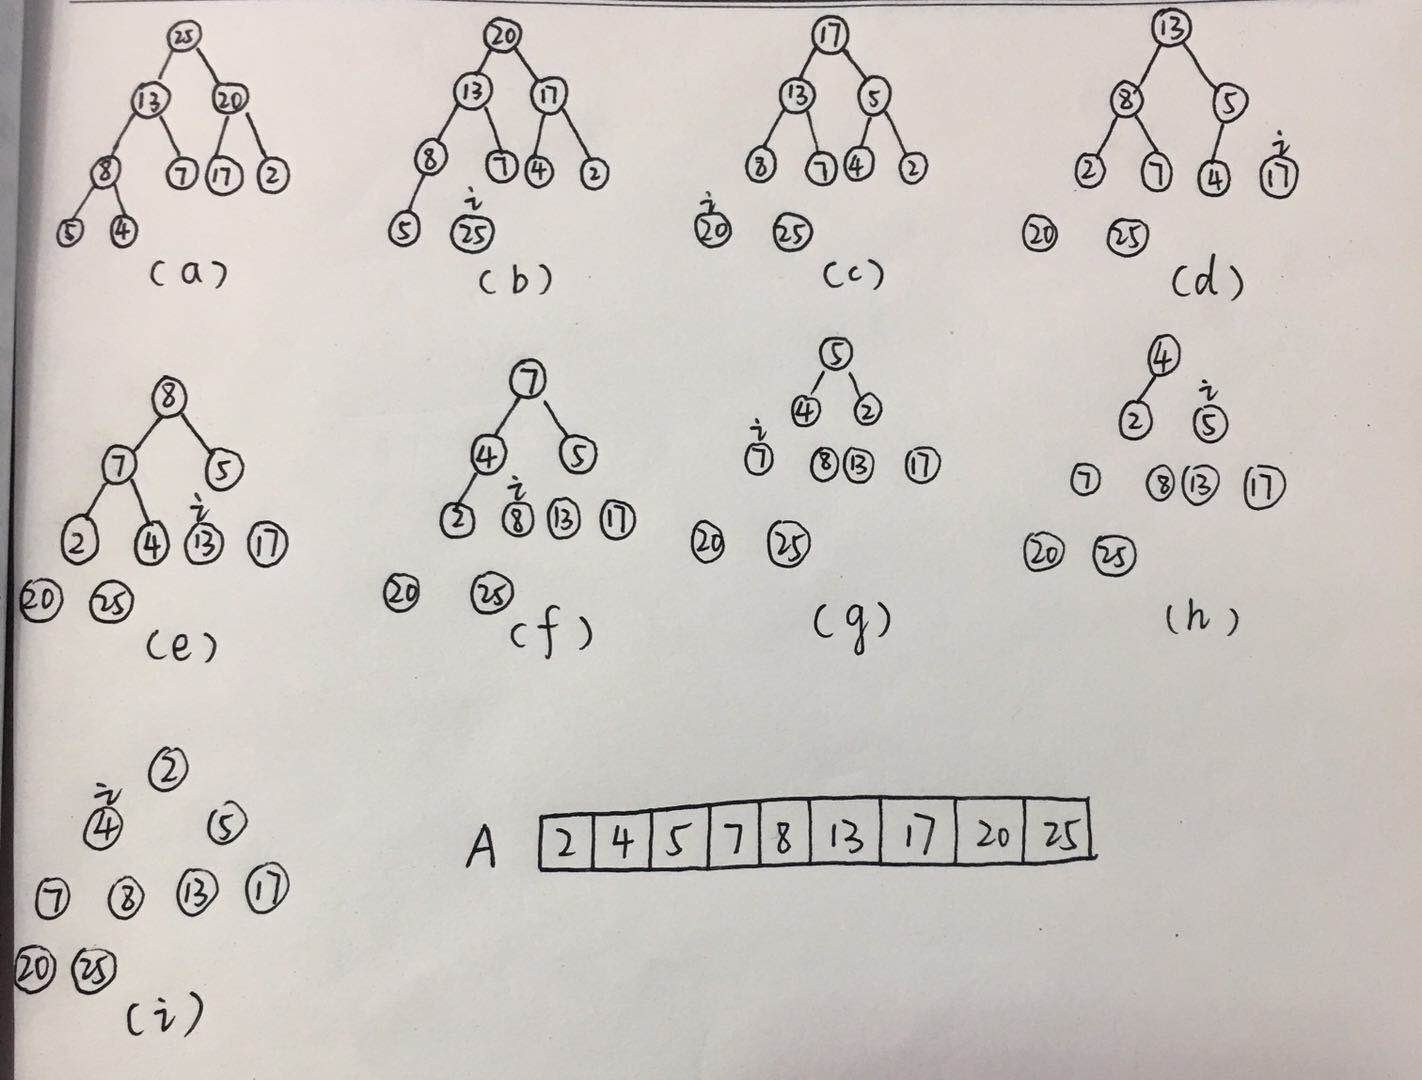 25
13 20
8 7 17 2
5 4
(a)
20
13 17
8 7 4 2
i
5 25
(b)
17
13 5
8 7 4 2
i
20 25
(c)
13
8 5
i
2 7 4 17
20 25
(d)
8
7 5
i
2 4 13 17
20 25
(e)
7
4 5
i
2 8 13 17
20 25
(f)
5
4 2
i
7 8 13 17
20 25
(g)
4
i
2 5
7 8 13 17
20 25
(h)
2
i
4 5
7 8 13 17
20 25
(i)
A 2 4 5 7 8 13 17 20 25